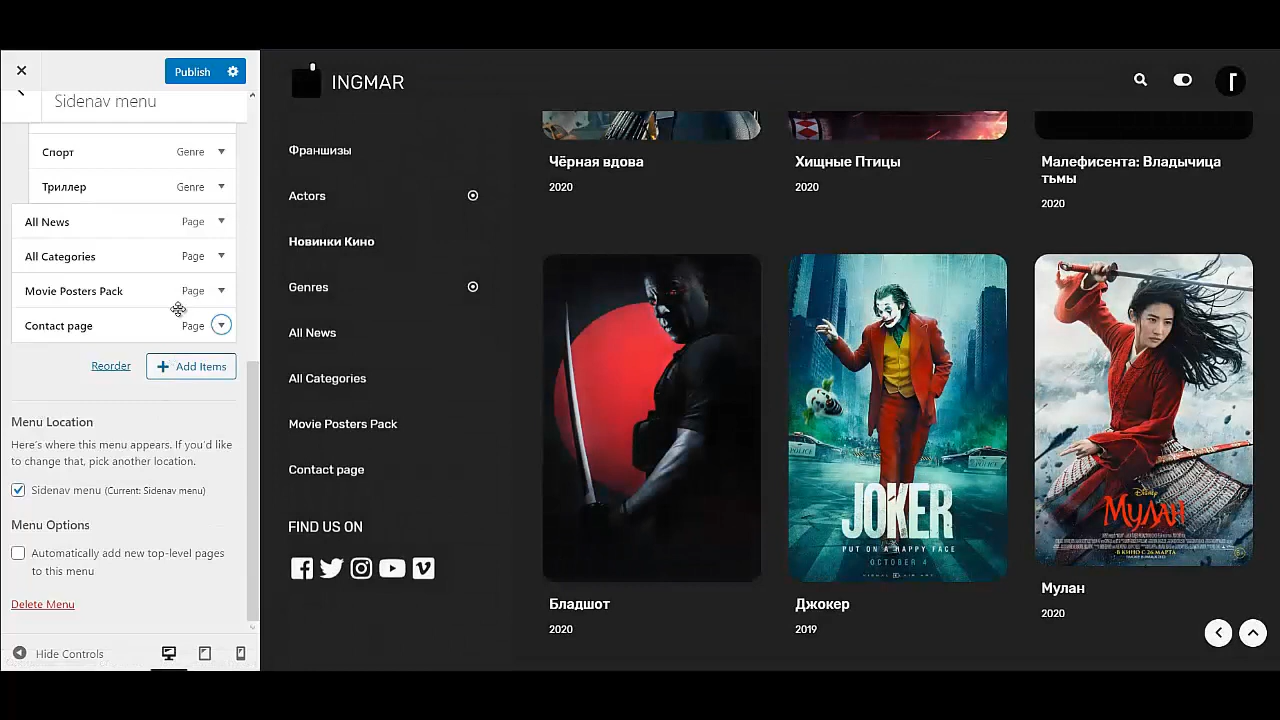 Publish
Sidenav menu
Спорт Genre
Триллер Genre
All News Page
All Categories Page
Movie Posters Pack Page
Contact page Page
Reorder
Add Items
Menu Location
Here's where this menu appears. If you'd like
to change that, pick another location.
Sidenav menu (Current: Sidenav menu)
Menu Options
Automatically add new top-level pages
to this menu
Delete Menu
Hide Controls
INGMAR
Франшизы
Actors
Новинки Кино
Genres
All News
All Categories
Movie Posters Pack
Contact page
FIND US ON
Чёрная вдова
2020
Хищные Птицы
2020
Малефисента: Владычица
тьмы
2020
Бладшот
2020
POLICE
POLICE
JOKER
PUT ON A HAPPY FACE
OCTOBER 4
Джокер
2019
Disney
МУЛАН
В КИНО С 26 МАРТА
Мулан
2020